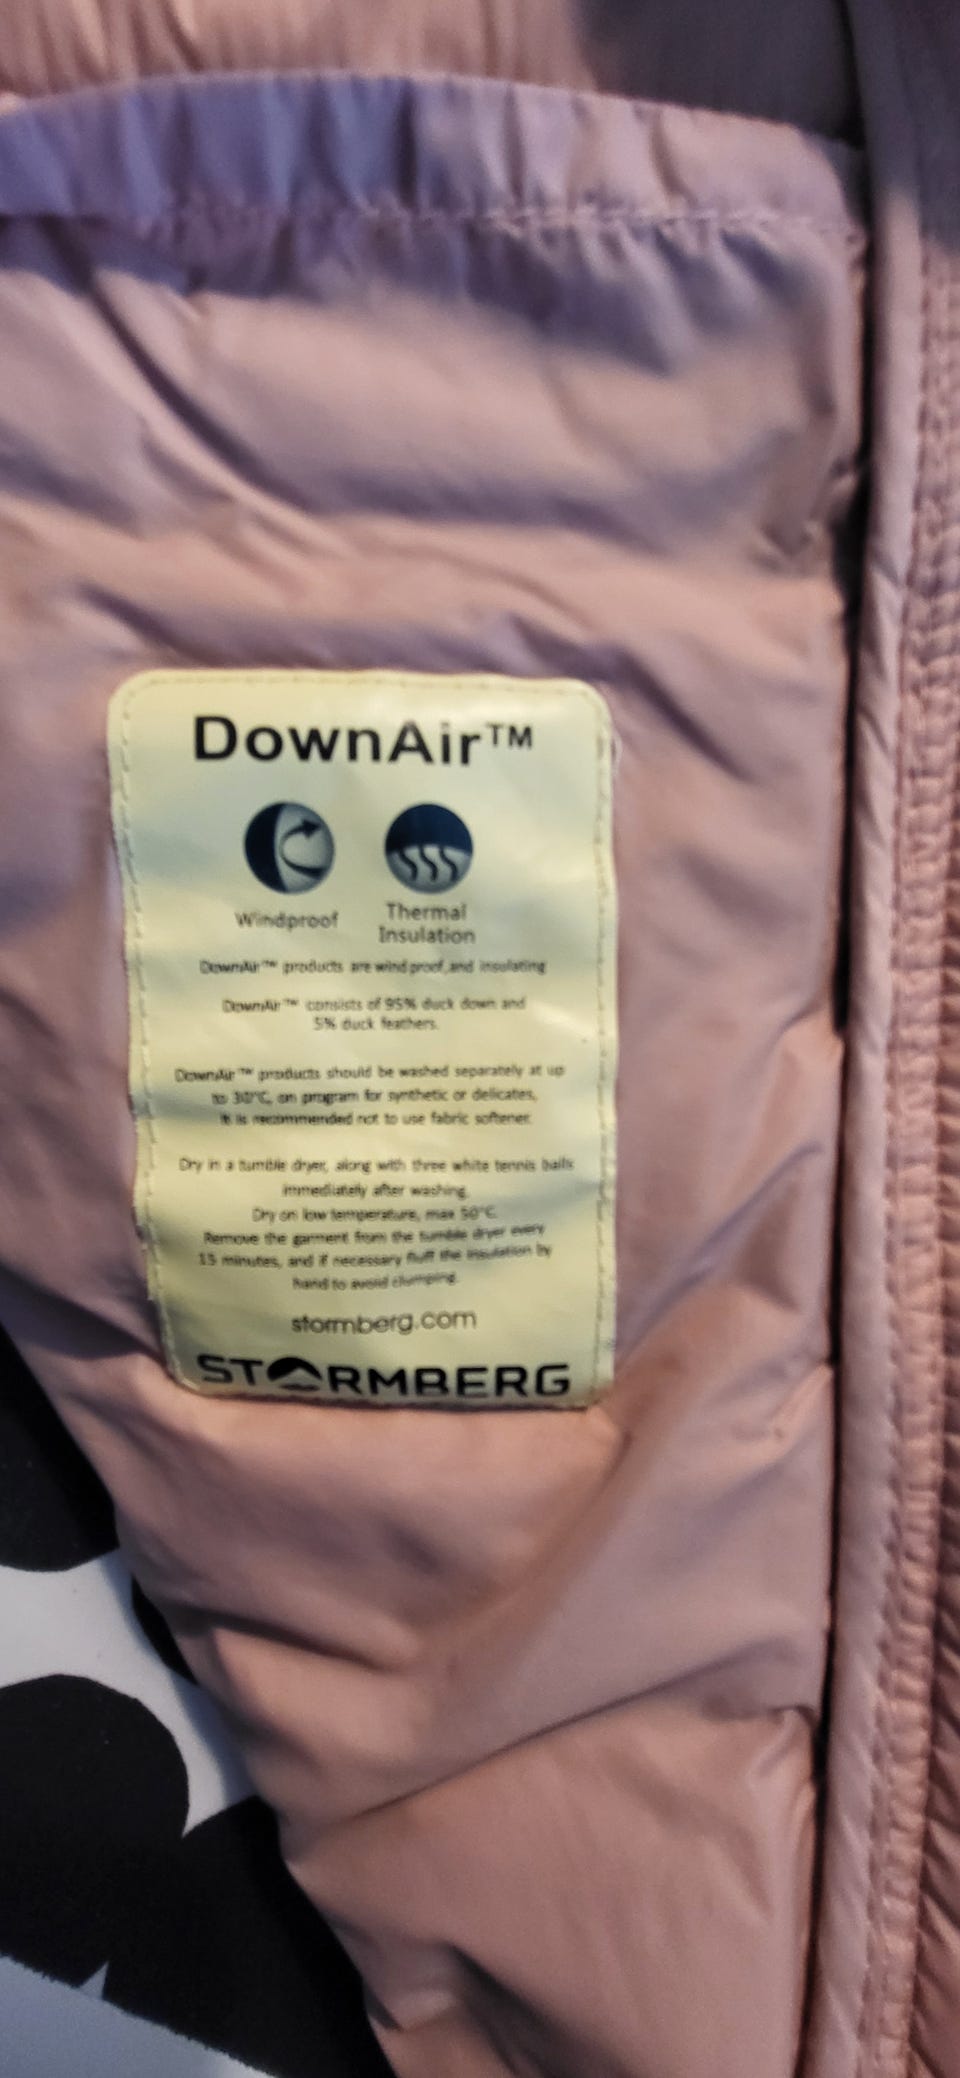 DownAir™
Windproof
Thermal
Insulation
DownAir™ products are windproof, and insulating
DownAir™ consists of 95% duck down and
5% duck feathers.
DownAir™ products should be washed separately at up
to 30°C, on program for synthetic or delicates,
It is recommended not to use fabric softener.
Dry in a tumble dryer, along with three white tennis balls
immediately after washing.
Dry on low temperature, max 50°C.
Remove the garment from the tumble dryer every
15 minutes, and if necessary fluff the insulation by
hand to avoid clumping.
stormberg.com
STORMBERG